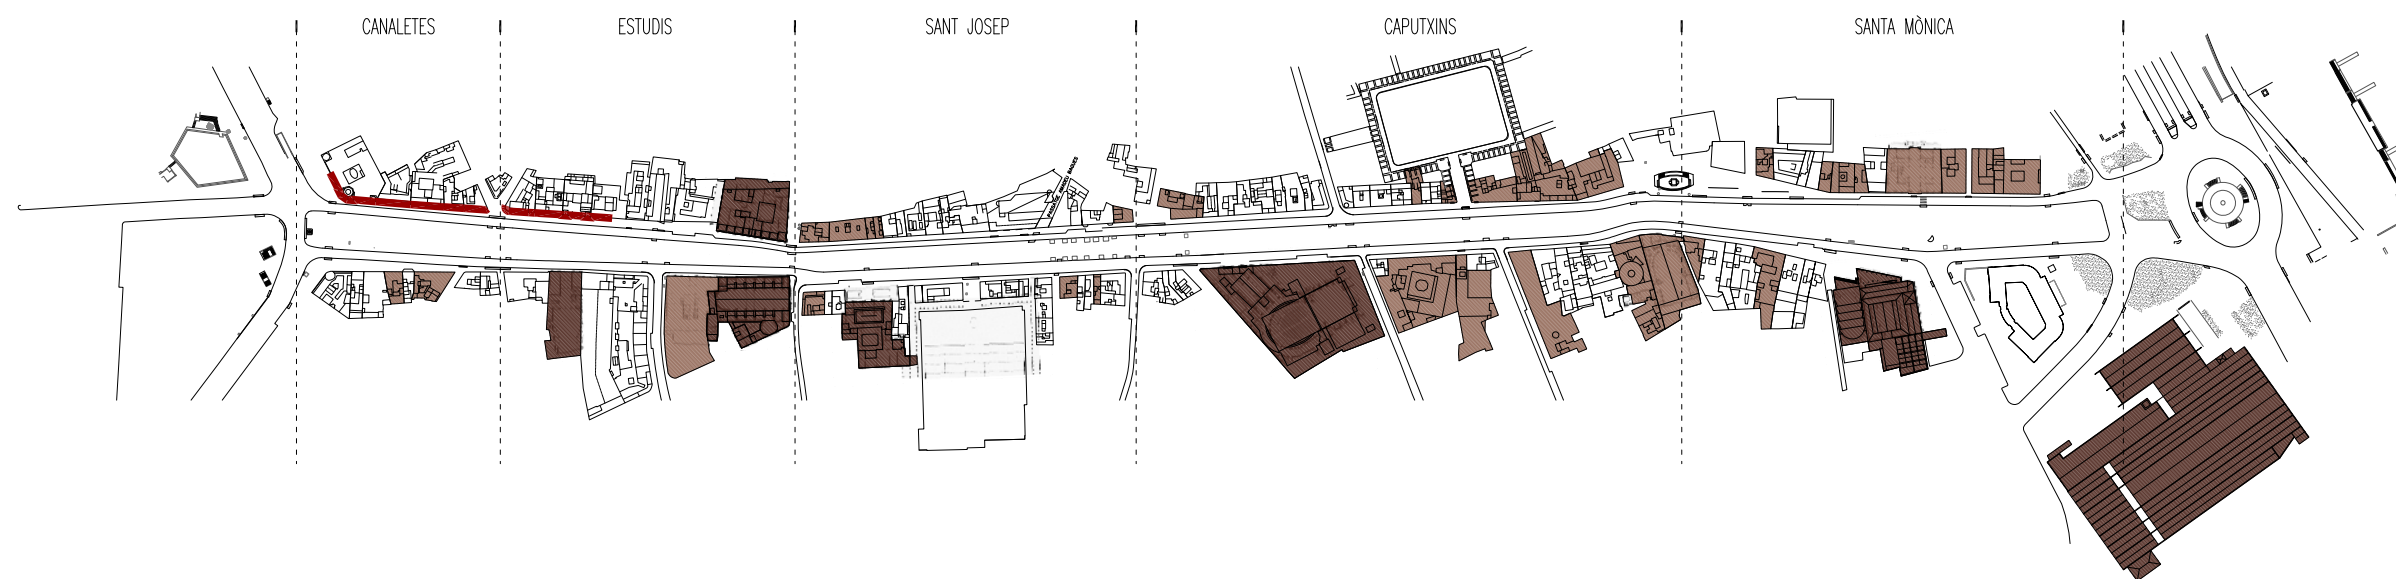 CANALETES
ESTUDIS
SANT JOSEP
CAPUTXINS
SANTA MÒNICA